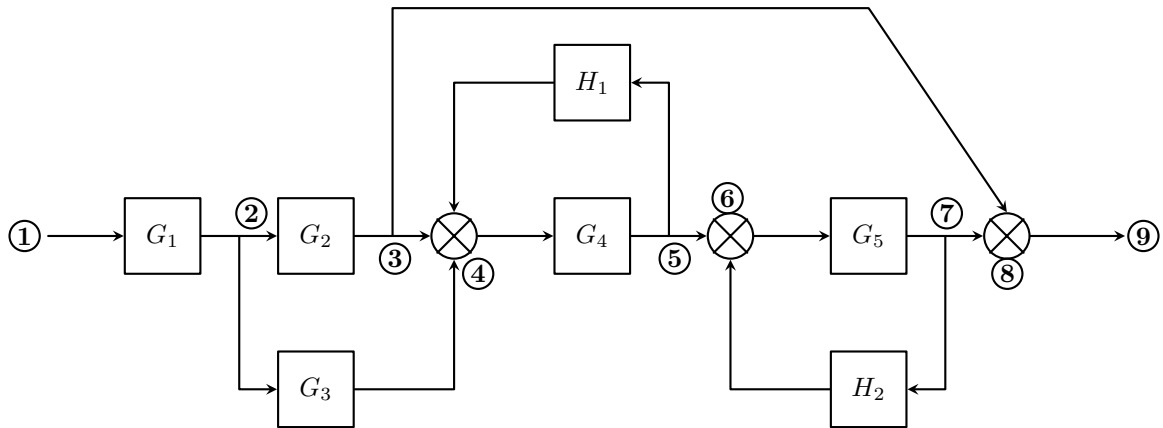 H₁
① G₁ ② G₂ ③ ④ G₄ ⑤ ⑥ G₅ ⑦ ⑧ ⑨
G₃ H₂